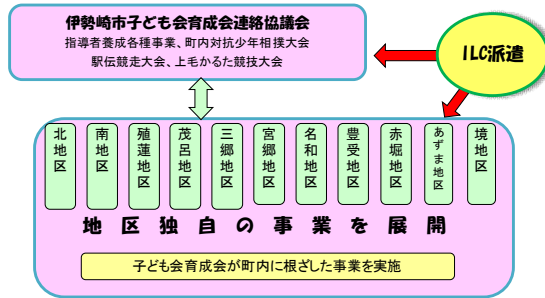 伊勢崎市子ども会育成会連絡協議会
指導者養成各種事業、町内対抗少年相撲大会
駅伝競走大会、上毛かるた競技大会
ILC派遣
北地区
南地区
殖蓮地区
茂呂地区
三郷地区
宮郷地区
名和地区
豊受地区
赤堀地区
あずま地区
境地区
地区独自の事業を展開
子ども会育成会が町内に根ざした事業を実施